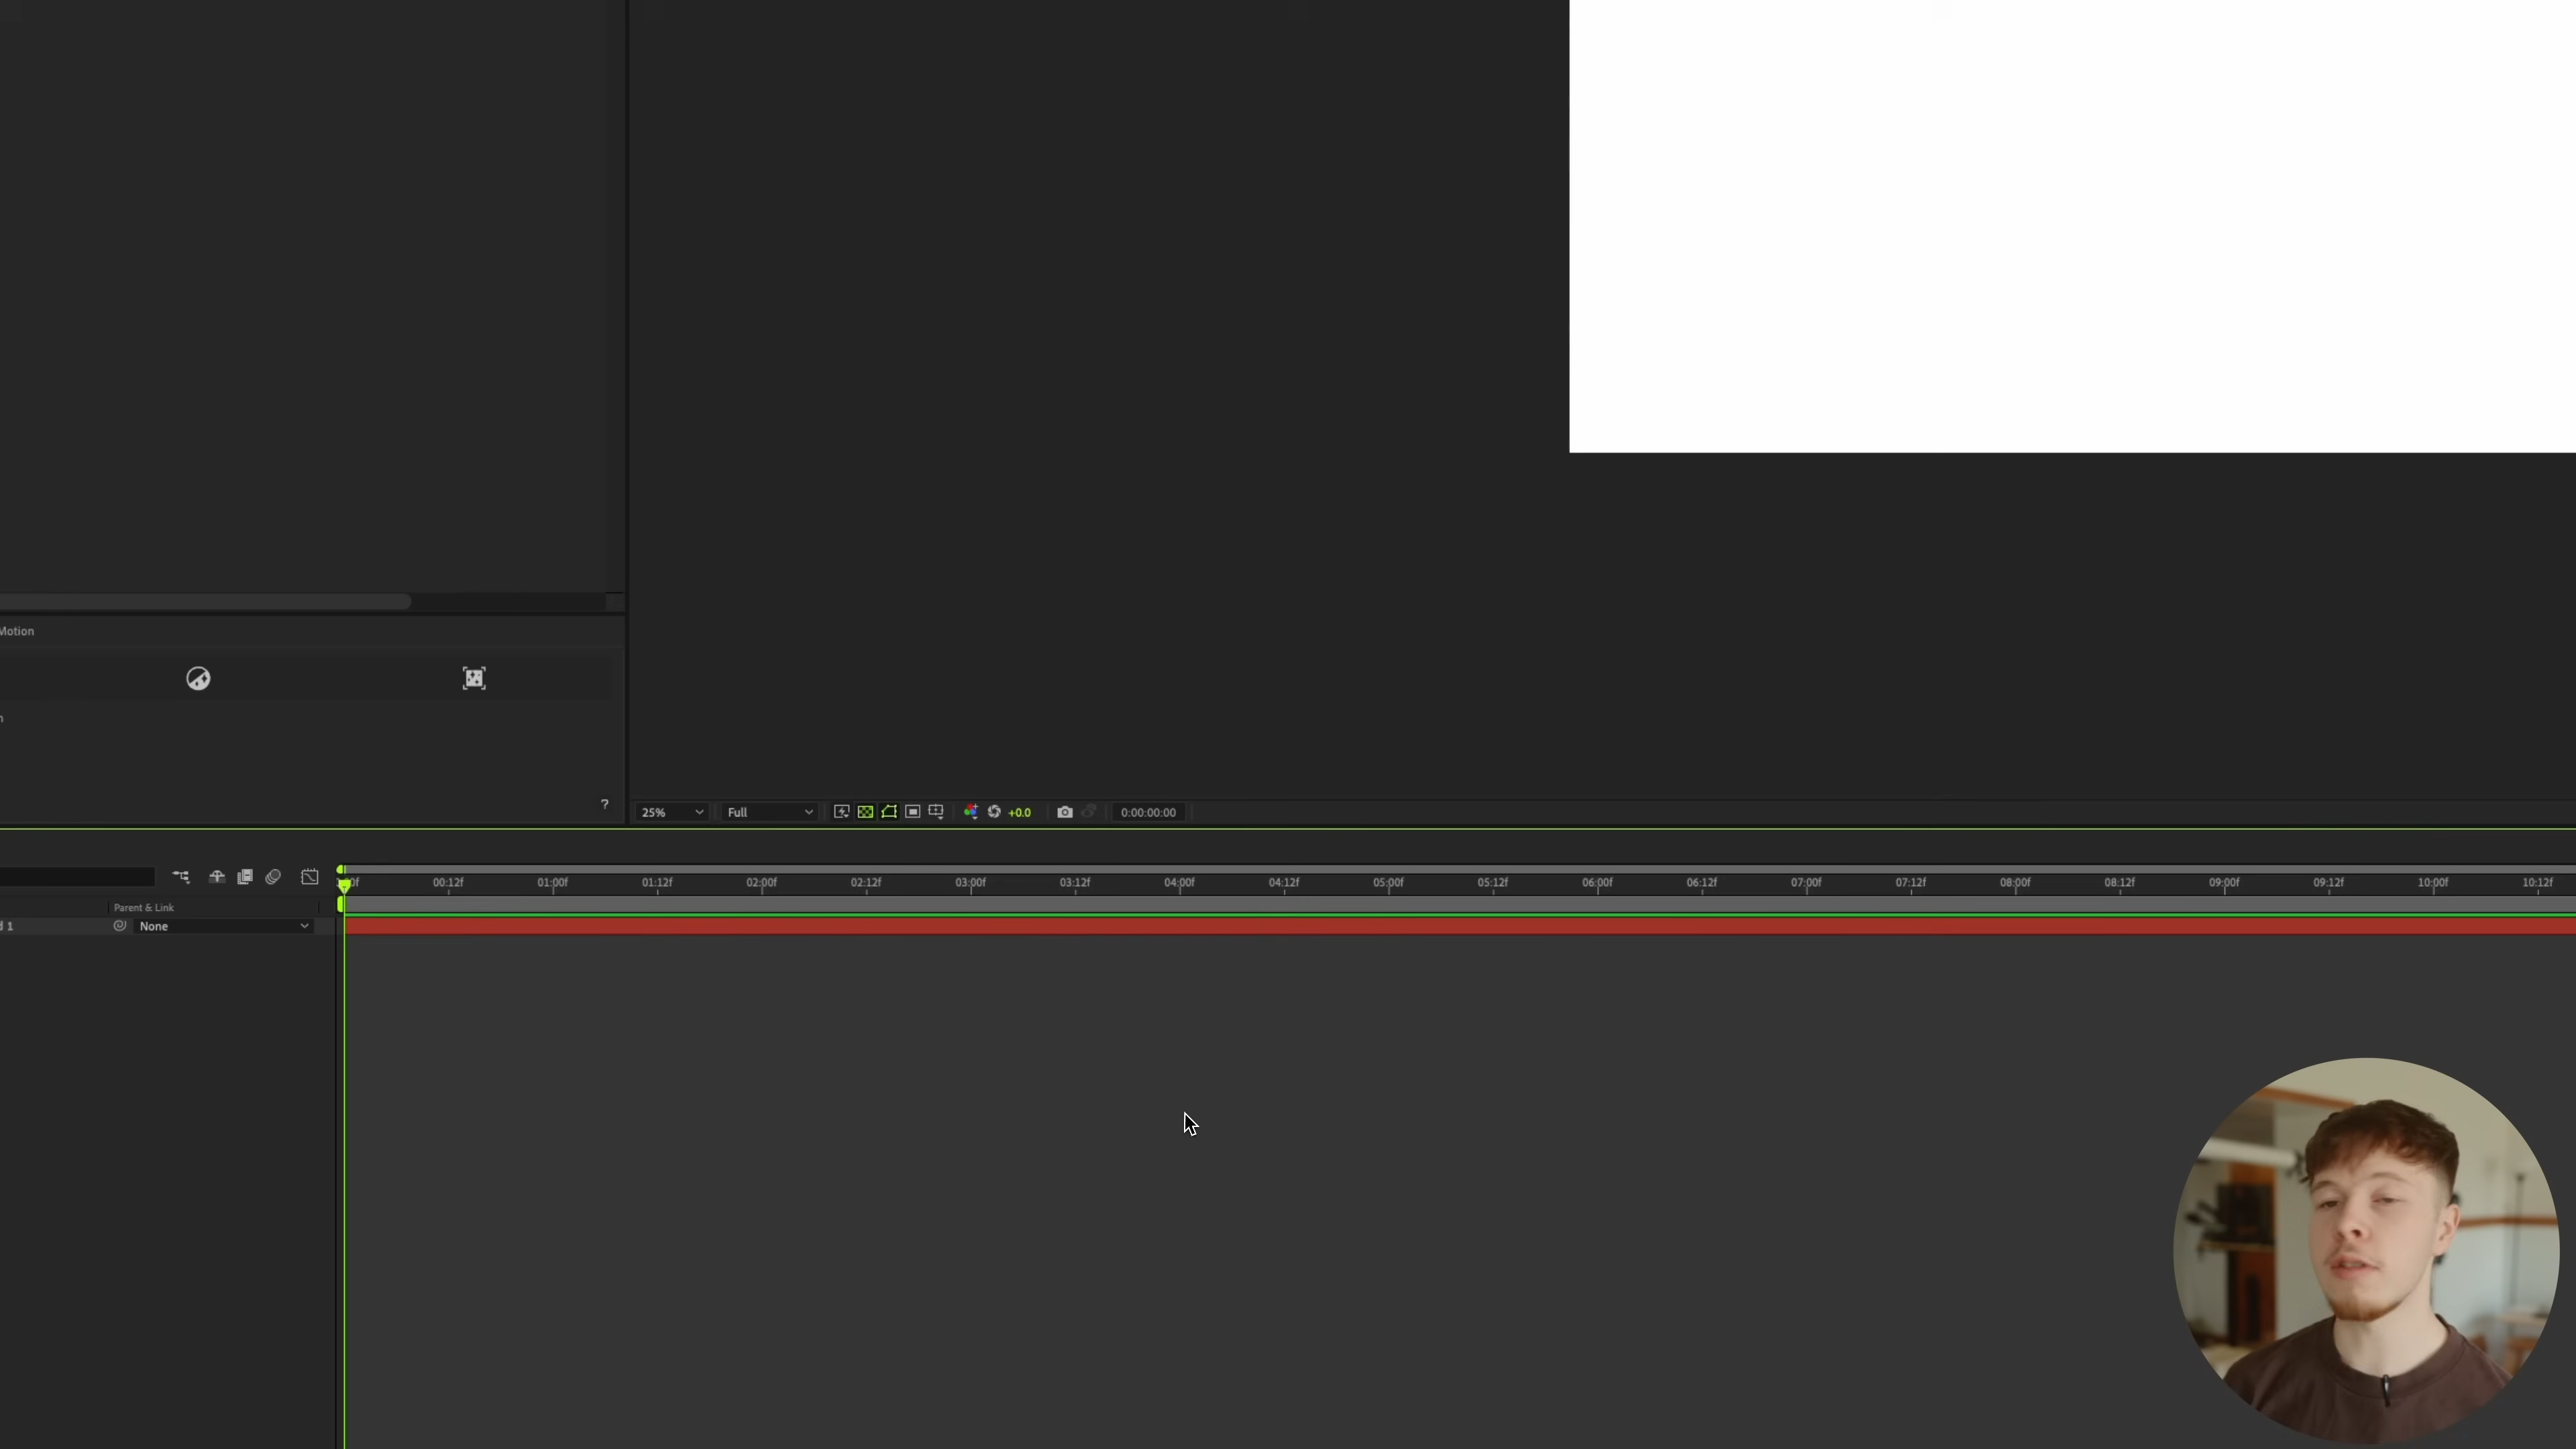 Motion
?
25% Full +0.0 0:00:00:00
00:12f 01:00f 01:12f 02:00f 02:12f 03:00f 03:12f 04:00f 04:12f 05:00f 05:12f 06:00f 06:12f 07:00f 07:12f 08:00f 08:12f 09:00f 09:12f 10:00f 10:12f
Parent & Link
1 None